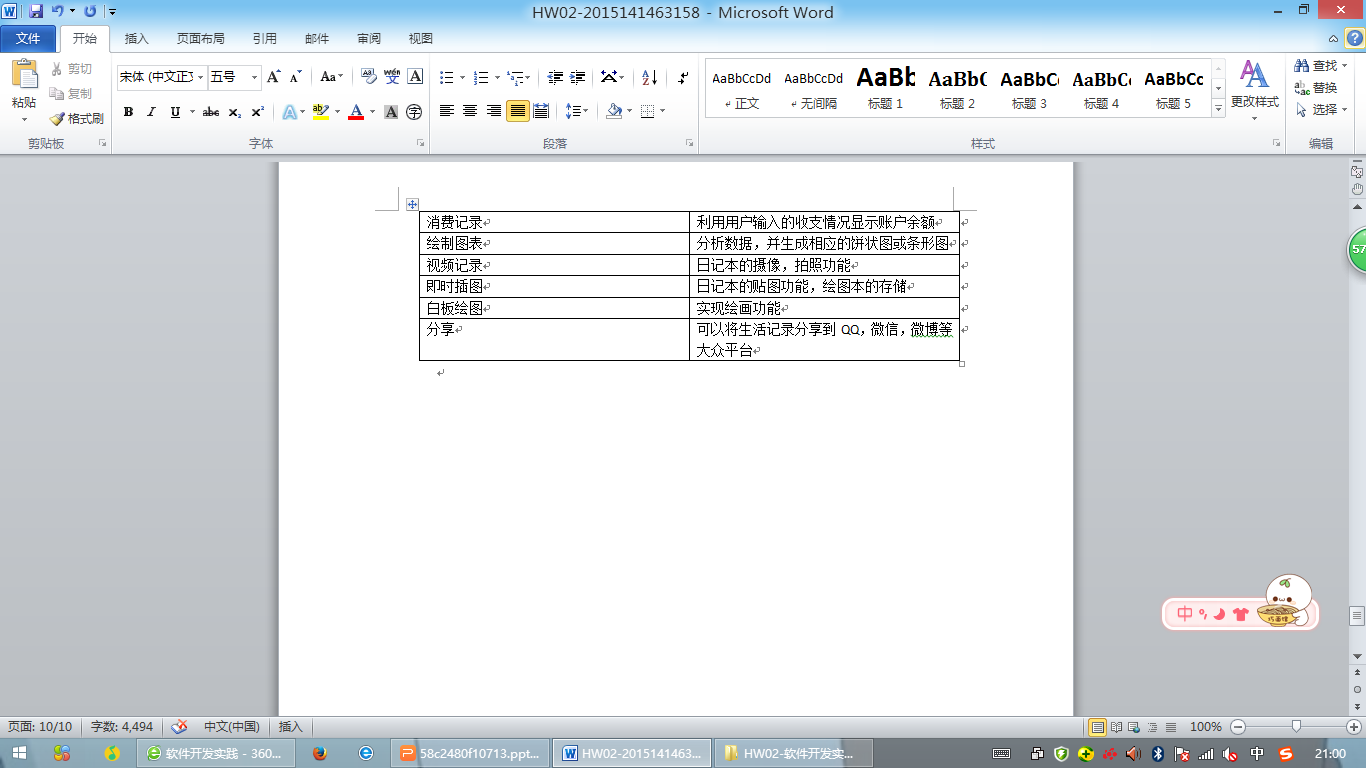 HW02-2015141463158 - Microsoft Word
文件 开始 插入 页面布局 引用 邮件 审阅 视图
粘贴 剪切
复制
格式刷
宋体 (中文正文 五号
AaBbCcDd AaBbCcDd AaBb AaBbC AaBbCc AaBbCc AaBbCc
正文 无间隔 标题 1 标题 2 标题 3 标题 4 标题 5
更改样式
查找
替换
选择
剪贴板 字体 段落 样式 编辑
消费记录 利用用户输入的收支情况显示账户余额
绘制图表 分析数据，并生成相应的饼状图或条形图
视频记录 日记本的摄像，拍照功能
即时插图 日记本的贴图功能，绘图本的存储
白板绘图 实现绘画功能
分享 可以将生活记录分享到 QQ，微信，微博等
大众平台
57
中
页面: 10/10 字数: 4,494 中文(中国) 插入 100%
软件开发实践 - 360... 58c2480f10713.ppt... HW02-2015141463... HW02-软件开发实... 中 21:00